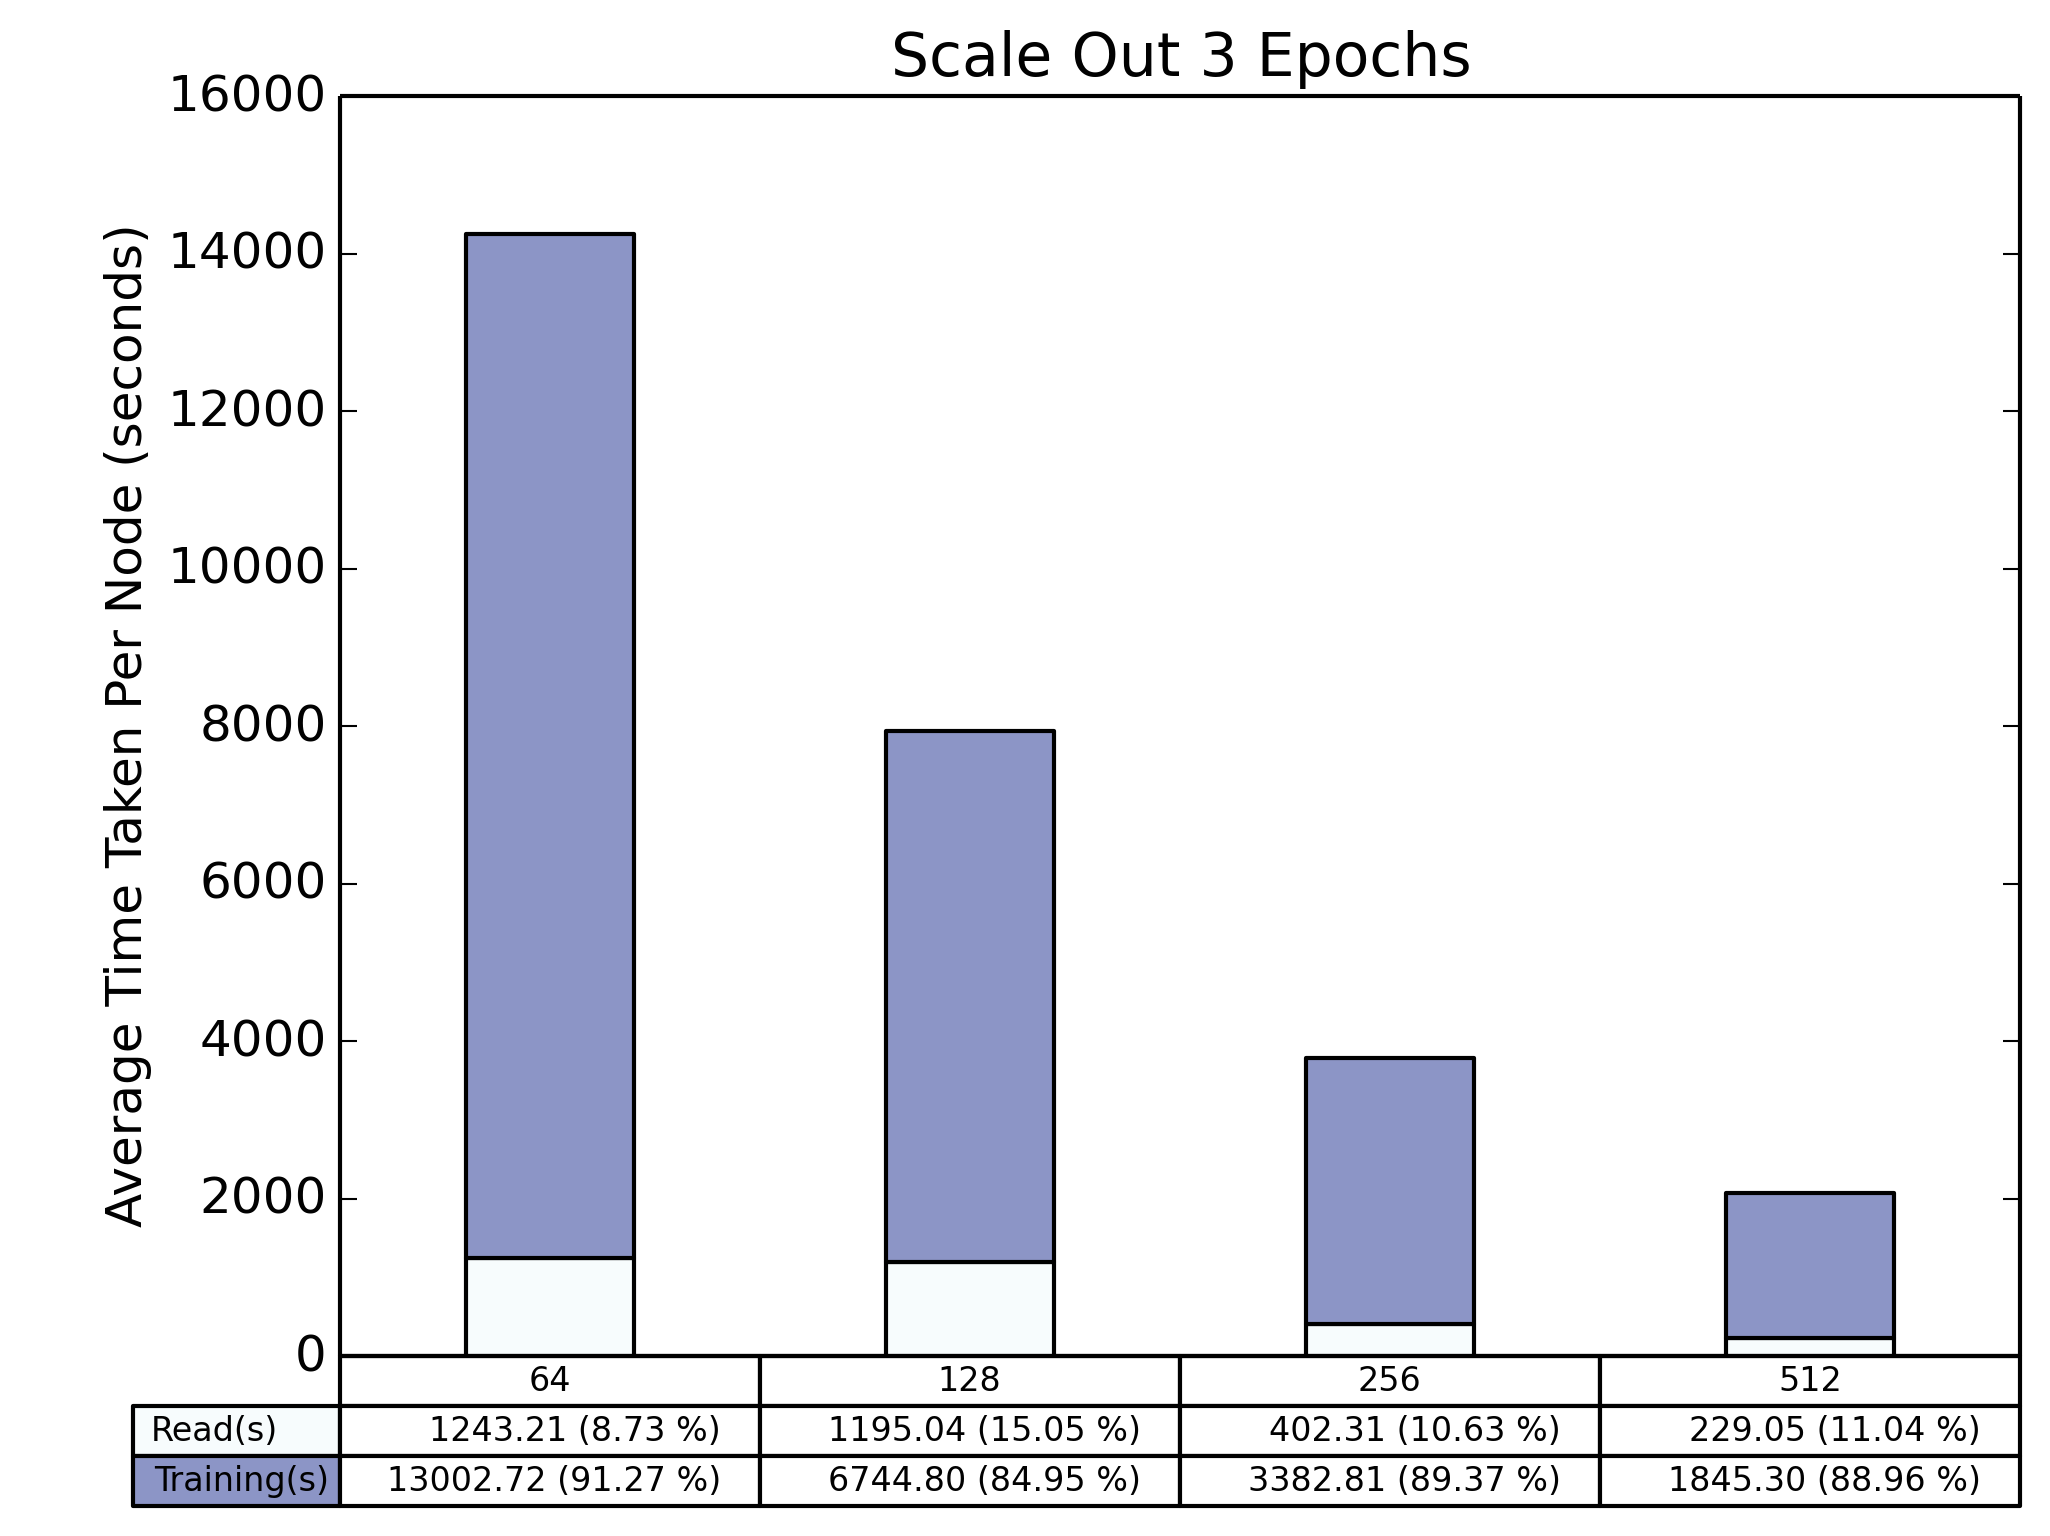 Scale Out 3 Epochs
Average Time Taken Per Node (seconds)
16000
14000
12000
10000
8000
6000
4000
2000
0
64 128 256 512
Read(s) 1243.21 (8.73 %) 1195.04 (15.05 %) 402.31 (10.63 %) 229.05 (11.04 %)
Training(s) 13002.72 (91.27 %) 6744.80 (84.95 %) 3382.81 (89.37 %) 1845.30 (88.96 %)